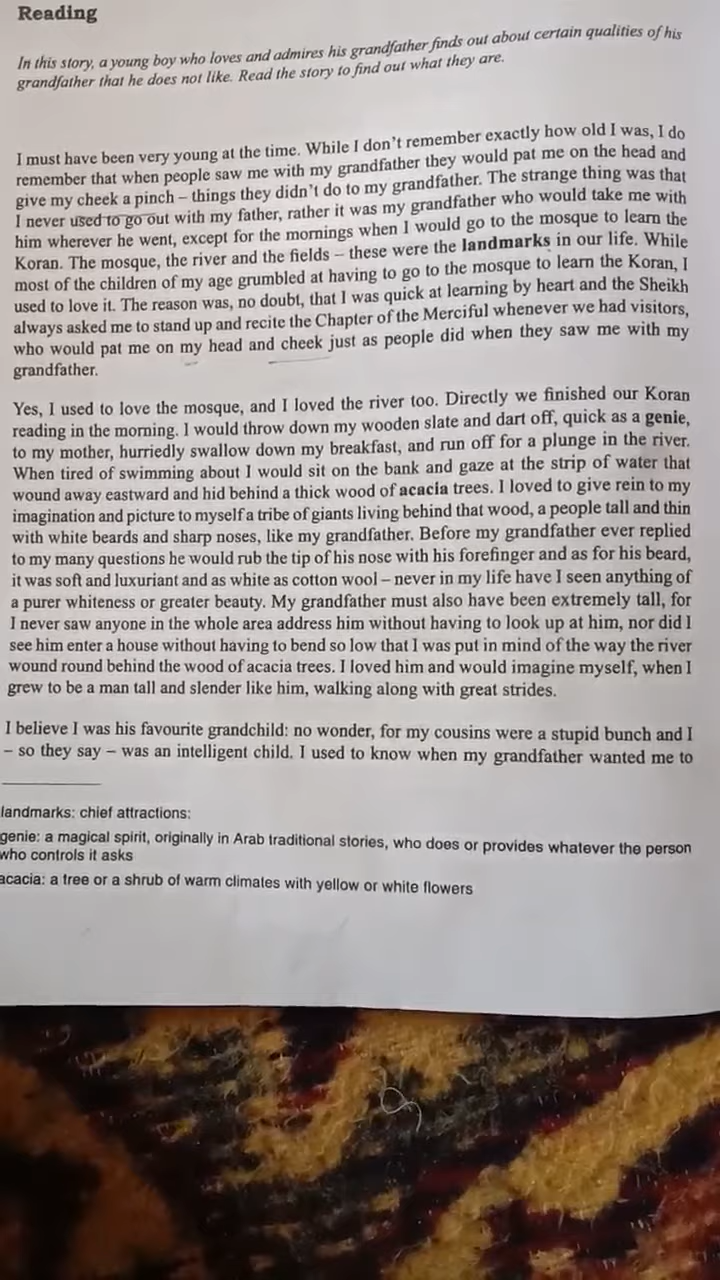 Reading
In this story, a young boy who loves and admires his grandfather finds out about certain qualities of his
grandfather that he does not like. Read the story to find out what they are.
I must have been very young at the time. While I don't remember exactly how old I was, I do
remember that when people saw me with my grandfather they would pat me on the head and
give my cheek a pinch – things they didn't do to my grandfather. The strange thing was that
I never used to go out with my father, rather it was my grandfather who would take me with
him wherever he went, except for the mornings when I would go to the mosque to learn the
Koran. The mosque, the river and the fields – these were the landmarks in our life. While
most of the children of my age grumbled at having to go to the mosque to learn the Koran, I
used to love it. The reason was, no doubt, that I was quick at learning by heart and the Sheikh
always asked me to stand up and recite the Chapter of the Merciful whenever we had visitors,
who would pat me on my head and cheek just as people did when they saw me with my
grandfather.
Yes, I used to love the mosque, and I loved the river too. Directly we finished our Koran
reading in the morning. I would throw down my wooden slate and dart off, quick as a genie,
to my mother, hurriedly swallow down my breakfast, and run off for a plunge in the river.
When tired of swimming about I would sit on the bank and gaze at the strip of water that
wound away eastward and hid behind a thick wood of acacia trees. I loved to give rein to my
imagination and picture to myself a tribe of giants living behind that wood, a people tall and thin
with white beards and sharp noses, like my grandfather. Before my grandfather ever replied
to my many questions he would rub the tip of his nose with his forefinger and as for his beard,
it was soft and luxuriant and as white as cotton wool – never in my life have I seen anything of
a purer whiteness or greater beauty. My grandfather must also have been extremely tall, for
I never saw anyone in the whole area address him without having to look up at him, nor did I
see him enter a house without having to bend so low that I was put in mind of the way the river
wound round behind the wood of acacia trees. I loved him and would imagine myself, when I
grew to be a man tall and slender like him, walking along with great strides.
I believe I was his favourite grandchild: no wonder, for my cousins were a stupid bunch and I
– so they say – was an intelligent child. I used to know when my grandfather wanted me to
landmarks: chief attractions:
genie: a magical spirit, originally in Arab traditional stories, who does or provides whatever the person
who controls it asks
acacia: a tree or a shrub of warm climates with yellow or white flowers